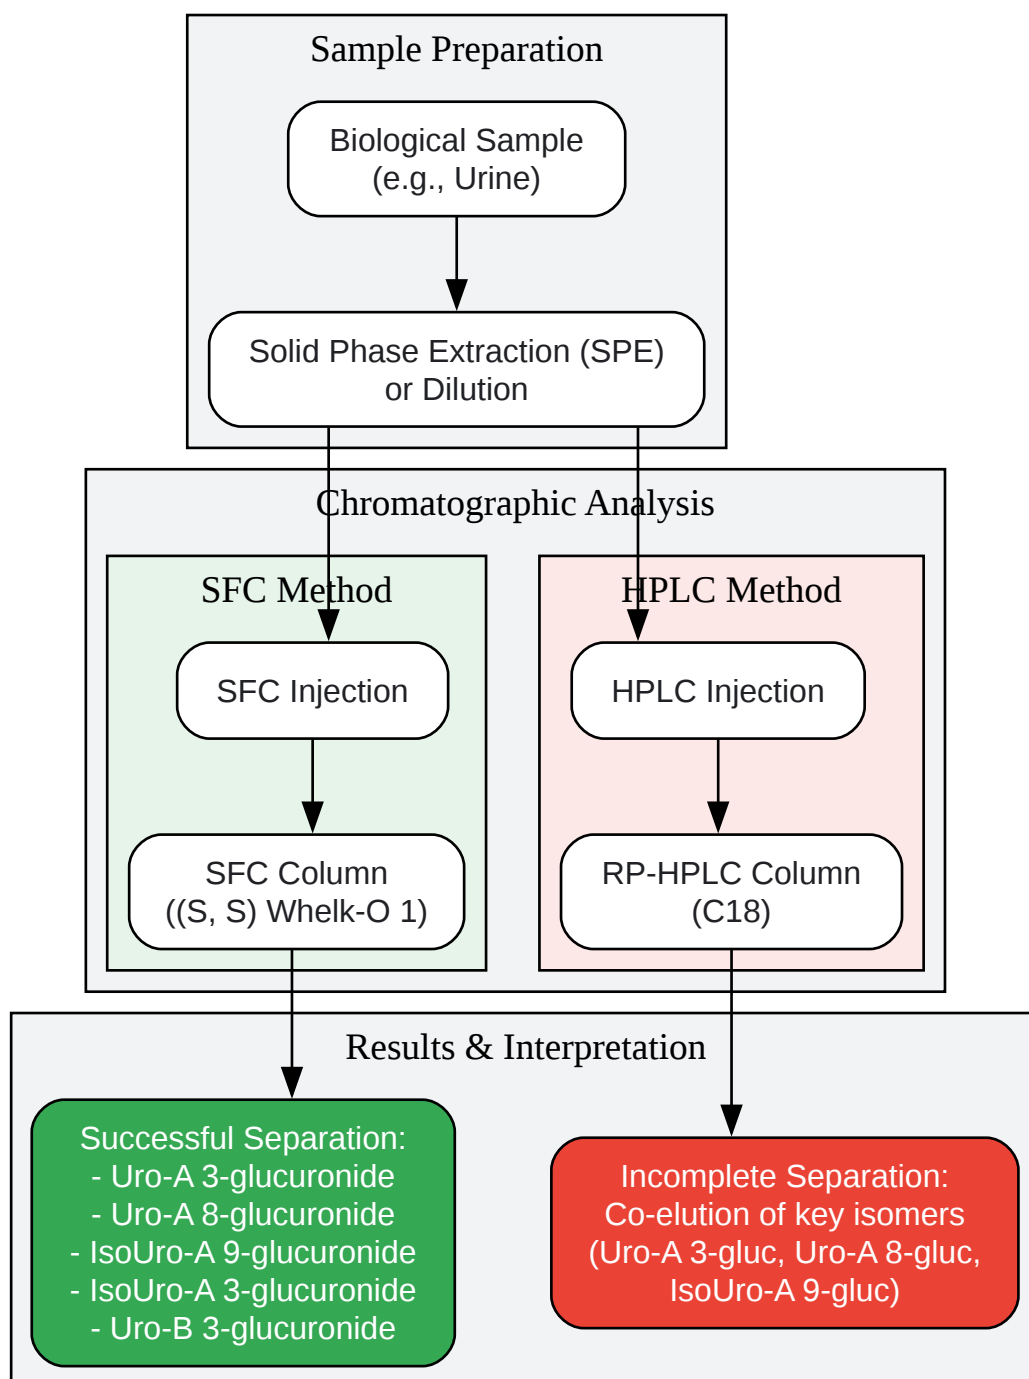 Sample Preparation
Biological Sample
(e.g., Urine)
Solid Phase Extraction (SPE)
or Dilution
Chromatographic Analysis
SFC Method
SFC Injection
SFC Column
((S, S) Whelk-O 1)
HPLC Method
HPLC Injection
RP-HPLC Column
(C18)
Results & Interpretation
Successful Separation:
- Uro-A 3-glucuronide
- Uro-A 8-glucuronide
- IsoUro-A 9-glucuronide
- IsoUro-A 3-glucuronide
- Uro-B 3-glucuronide
Incomplete Separation:
Co-elution of key isomers
(Uro-A 3-gluc, Uro-A 8-gluc,
IsoUro-A 9-gluc)